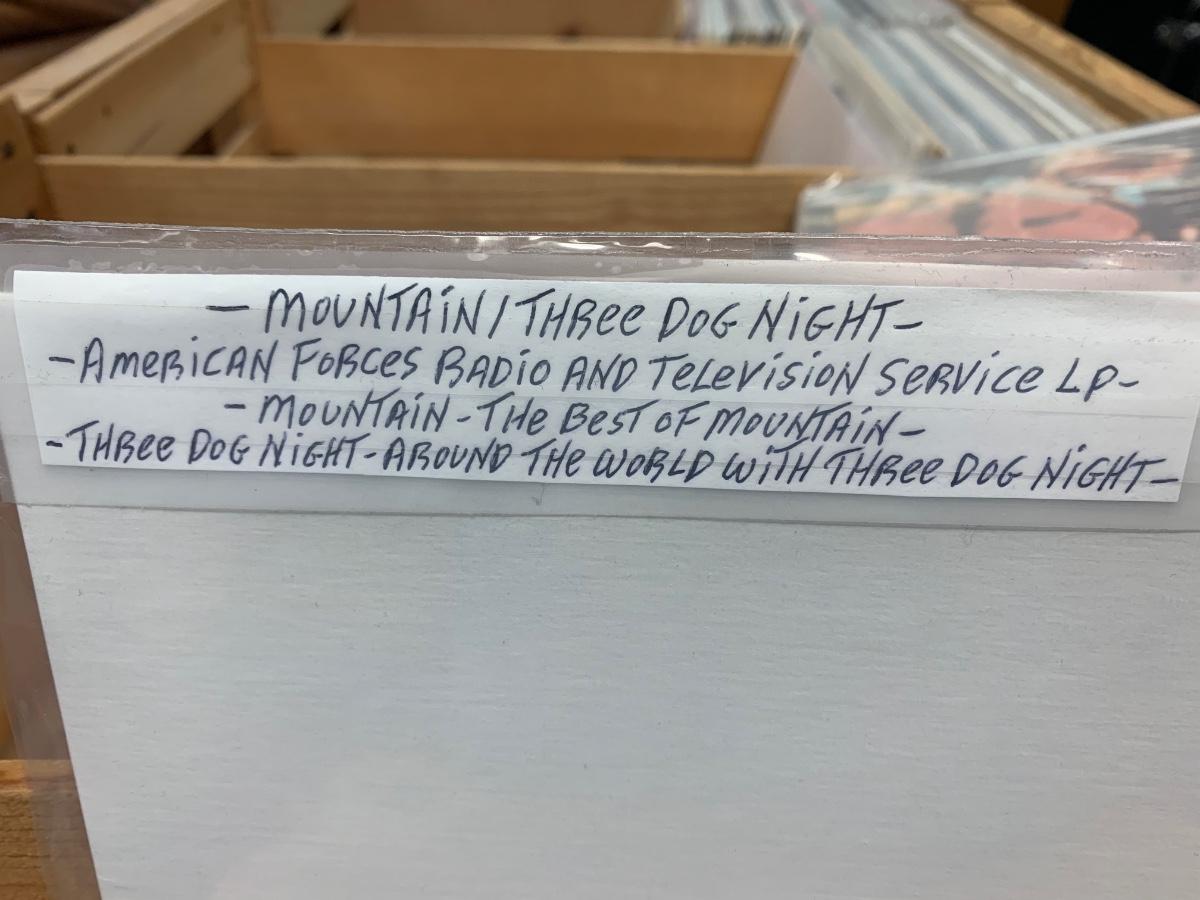 - MOUNTAiN/THRee DOG NiGHT-
-AMeRiCAN FORCeS RADiO AND TeLeViSiON SeRViCe LP-
- MOUNTAiN-THe BeST OF MOUNTAiN-
-THRee DOG NiGHT-AROUND THe WORLD WiTH THRee DOG NiGHT-